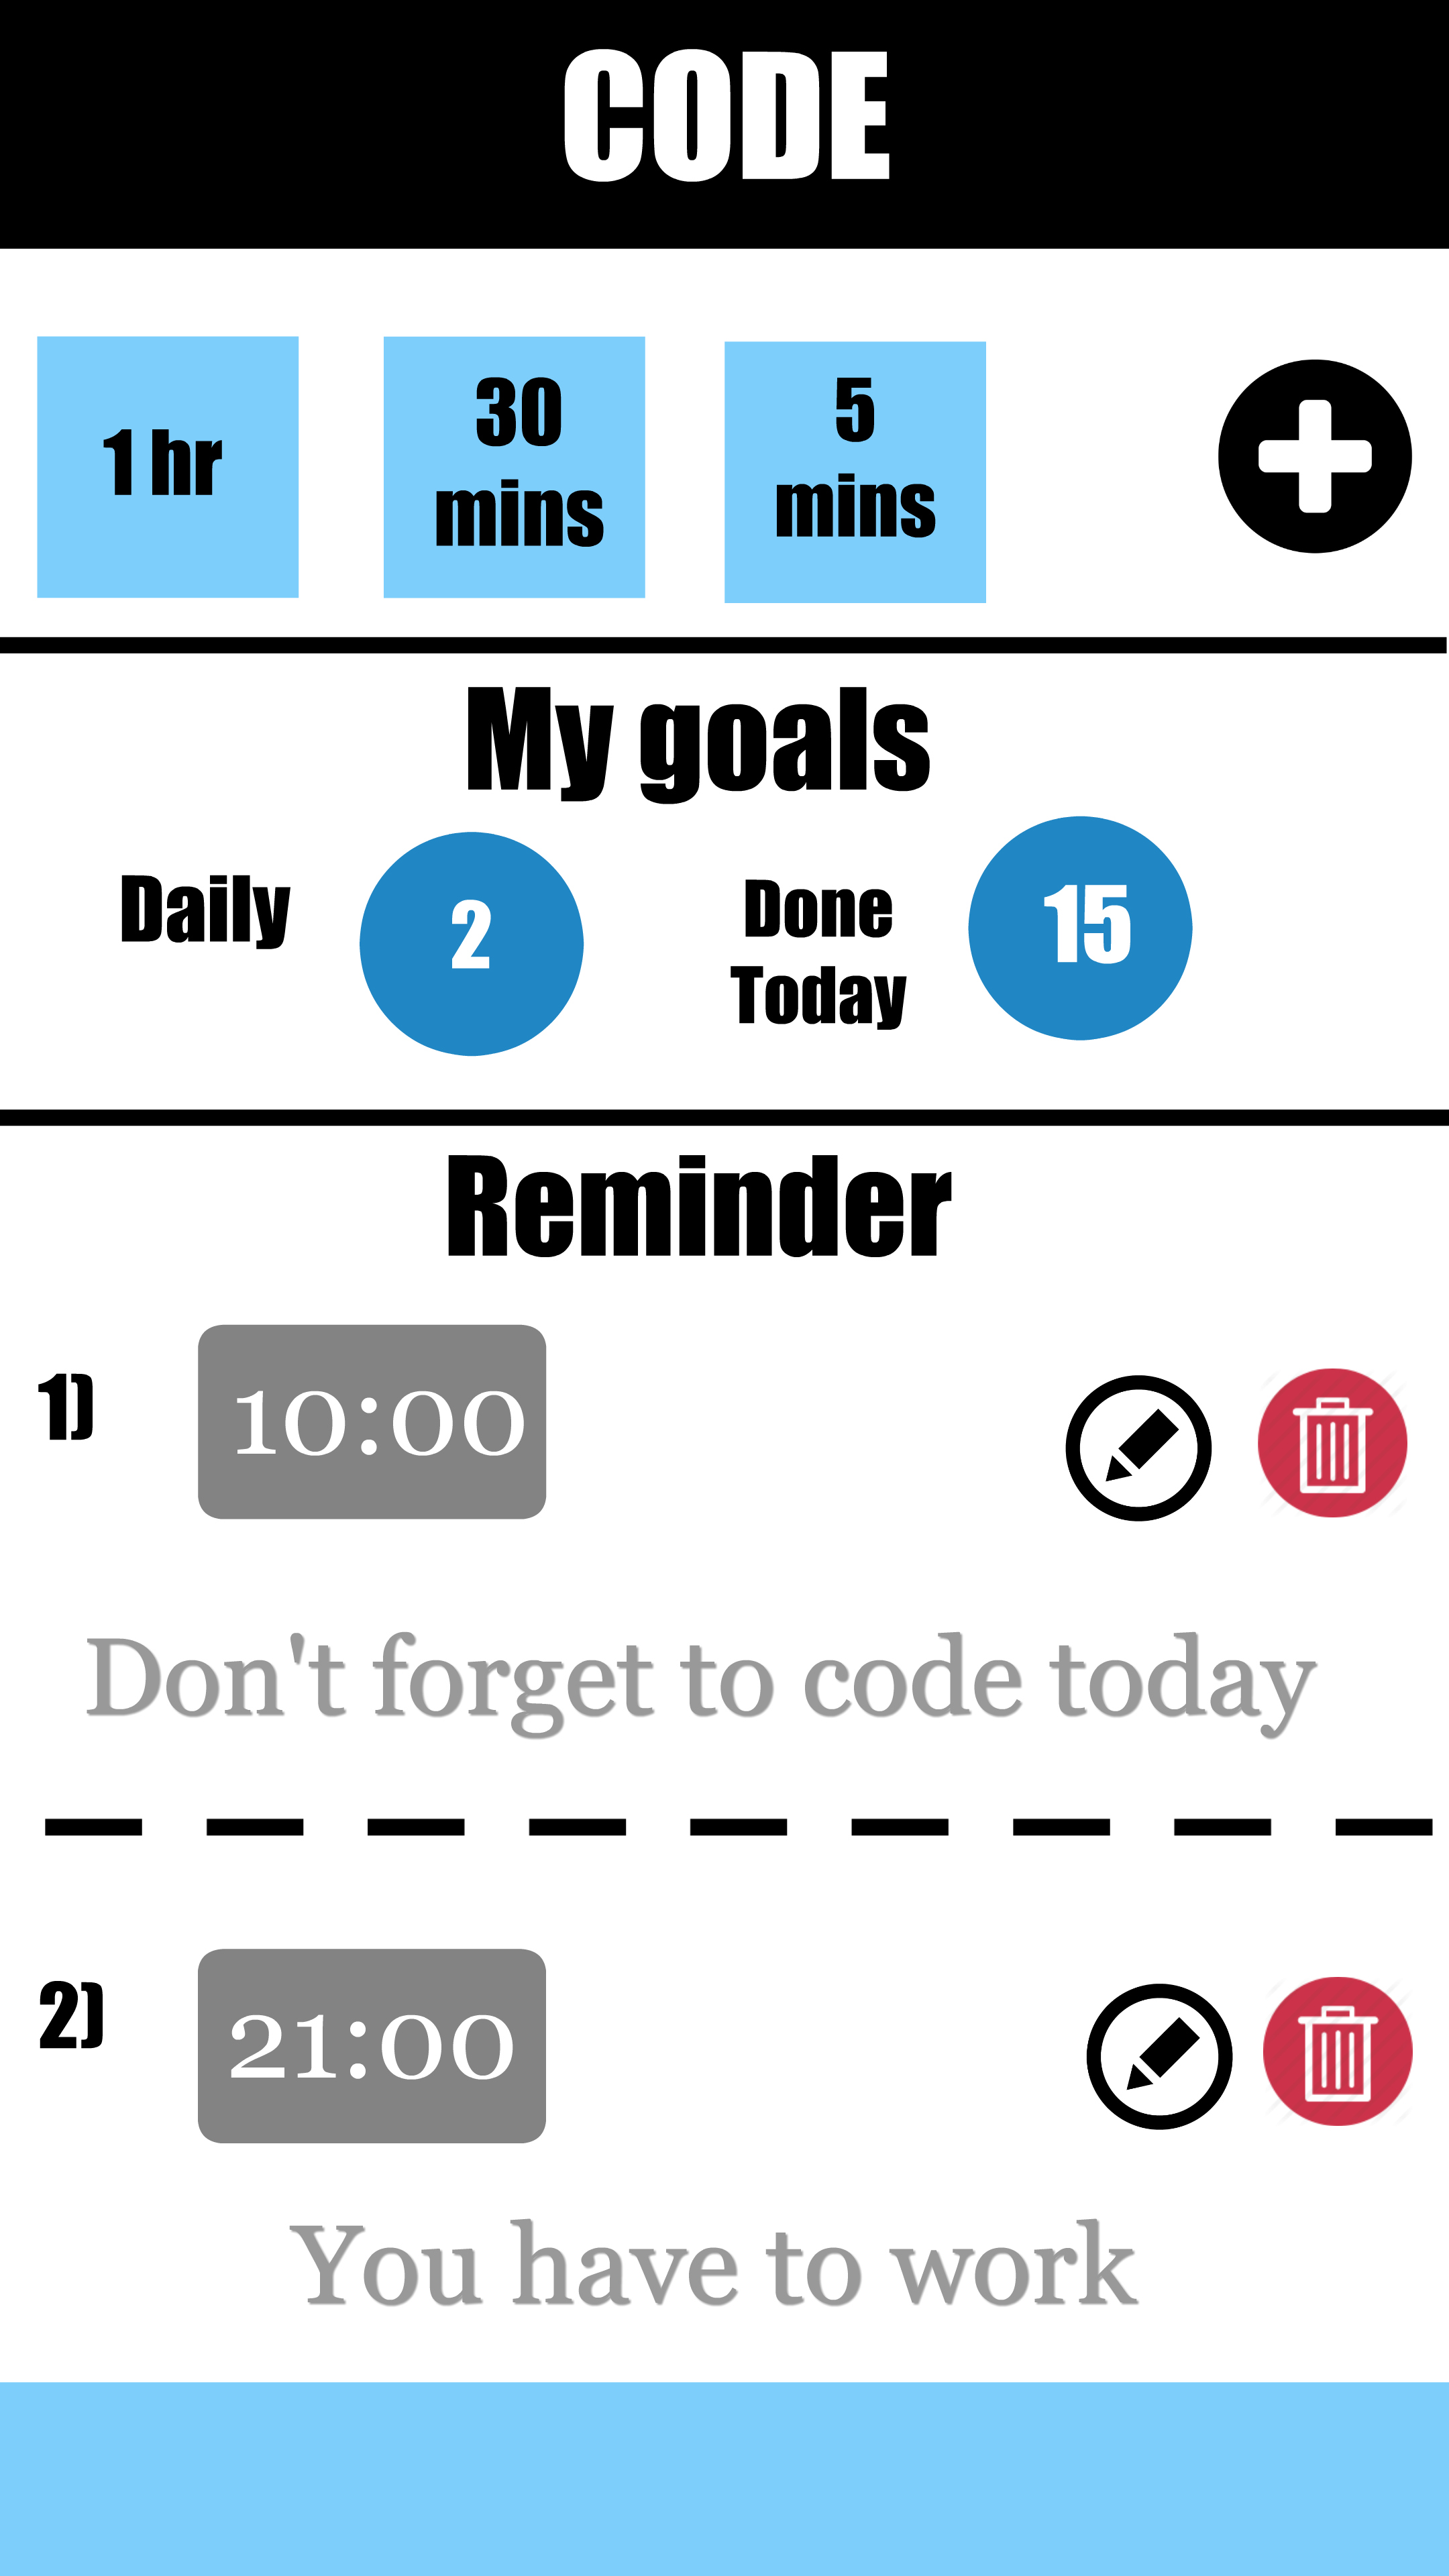 CODE
1 hr
30
mins
5
mins
My goals
Daily
2
Done
Today
15
Reminder
1)
10:00
Don't forget to code today
2)
21:00
You have to work